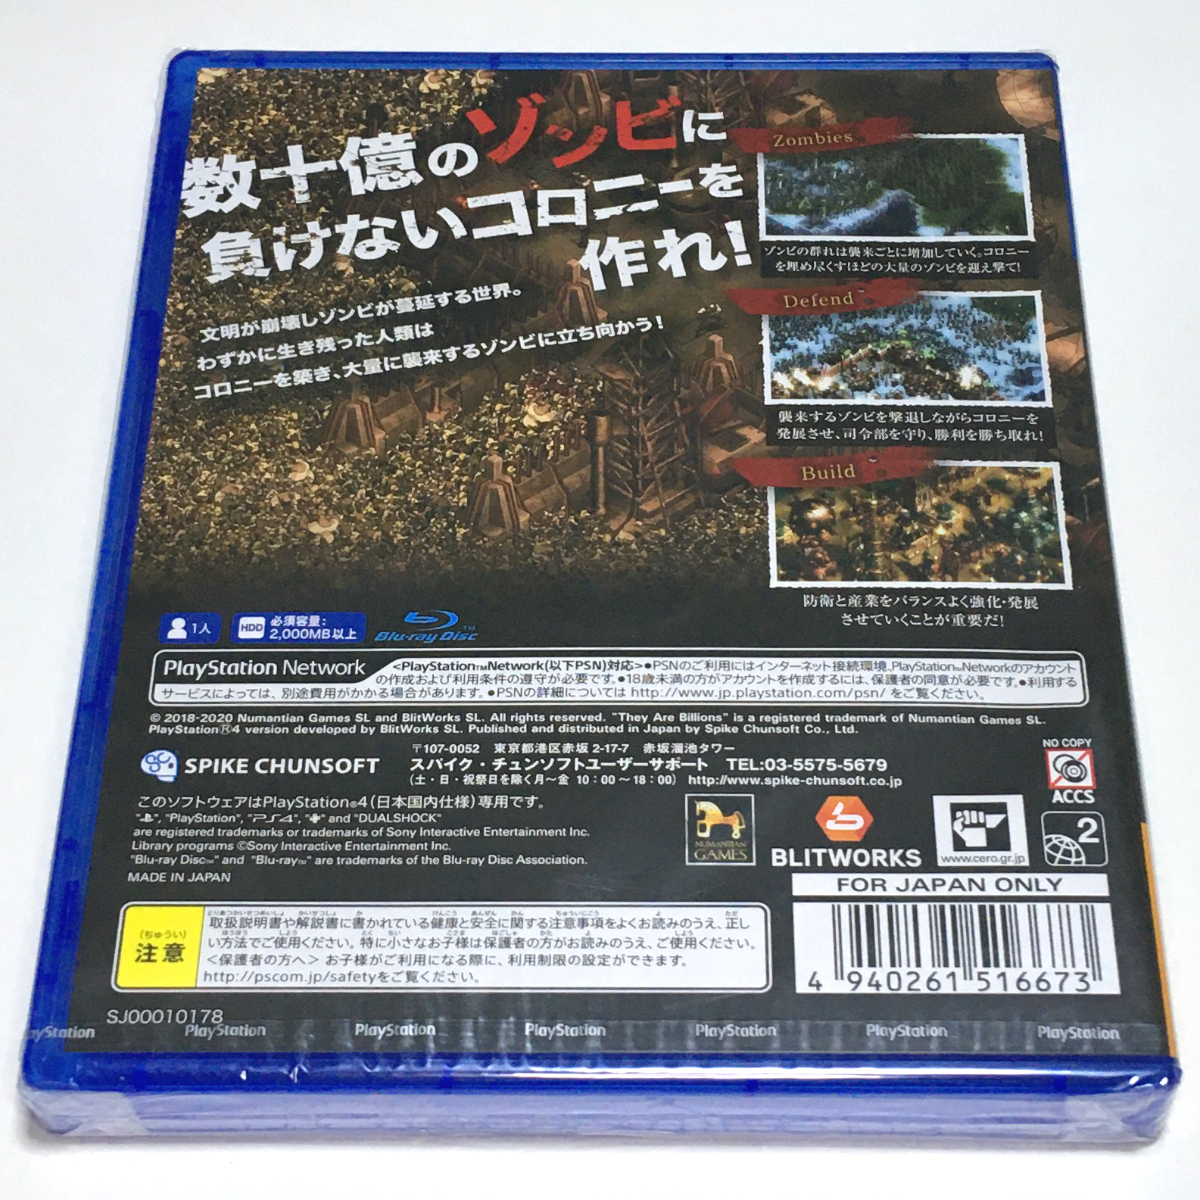 数十億のゾンビに
負けないコロニーを
作れ!
文明が崩壊しゾンビが蔓延する世界。
わずかに生き残った人類は
コロニーを築き、大量に襲来するゾンビに立ち向かう!
Zombies
ゾンビの群れは襲来ごとに増加していく。コロニー
を埋め尽くすほどの大量のゾンビを迎え撃て!
Defend
襲来するゾンビを撃退しながらコロニーを
発展させ、司令部を守り、勝利を勝ち取れ!
Build
防衛と産業をバランスよく強化・発展
させていくことが重要だ!
1人
HDD 必須容量:
2,000MB以上
Blu-ray Disc™
PlayStation Network
<PlayStation™Network(以下PSN)対応>●PSNのご利用にはインターネット接続環境、PlayStation™Networkのアカウント
の作成および利用条件の遵守が必要です。●18歳未満の方がアカウントを作成するには、保護者の同意が必要です。●利用する
サービスによっては、別途費用がかかる場合があります。●PSNの詳細については http://www.jp.playstation.com/psn/ をご覧ください。
© 2018-2020 Numantian Games SL and BlitWorks SL. All rights reserved. "They Are Billions" is a registered trademark of Numantian Games SL.
PlayStation®4 version developed by BlitWorks SL. Published and distributed in Japan by Spike Chunsoft Co., Ltd.
SPIKE CHUNSOFT
〒107-0052 東京都港区赤坂 2-17-7 赤坂溜池タワー
スパイク・チュンソフトユーザーサポート TEL:03-5575-5679
(土・日・祝祭日を除く月〜金 10:00〜18:00) http://www.spike-chunsoft.co.jp
NO COPY
ACCS
このソフトウェアはPlayStation®4(日本国内仕様)専用です。
" ", "PlayStation", "PS4", " " and "DUALSHOCK"
are registered trademarks or trademarks of Sony Interactive Entertainment Inc.
Library programs ©Sony Interactive Entertainment Inc.
"Blu-ray Disc™" and "Blu-ray™" are trademarks of the Blu-ray Disc Association.
MADE IN JAPAN
NUMANTIAN
GAMES
BLITWORKS
www.cero.gr.jp
2
FOR JAPAN ONLY
4 940261 516673
(ちゅうい)
注意
取扱説明書や解説書に書かれている健康と安全に関する注意事項をよくお読みのうえ、正し
い方法でご使用ください。特に小さなお子様は保護者の方がお読みのうえ、ご使用ください。
<保護者の方へ> お子様がご利用になる際に、利用制限の設定ができます。
http://pscom.jp/safetyをご覧ください。
SJ00010178
PlayStation PlayStation PlayStation PlayStation PlayStation PlayStation PlayStation